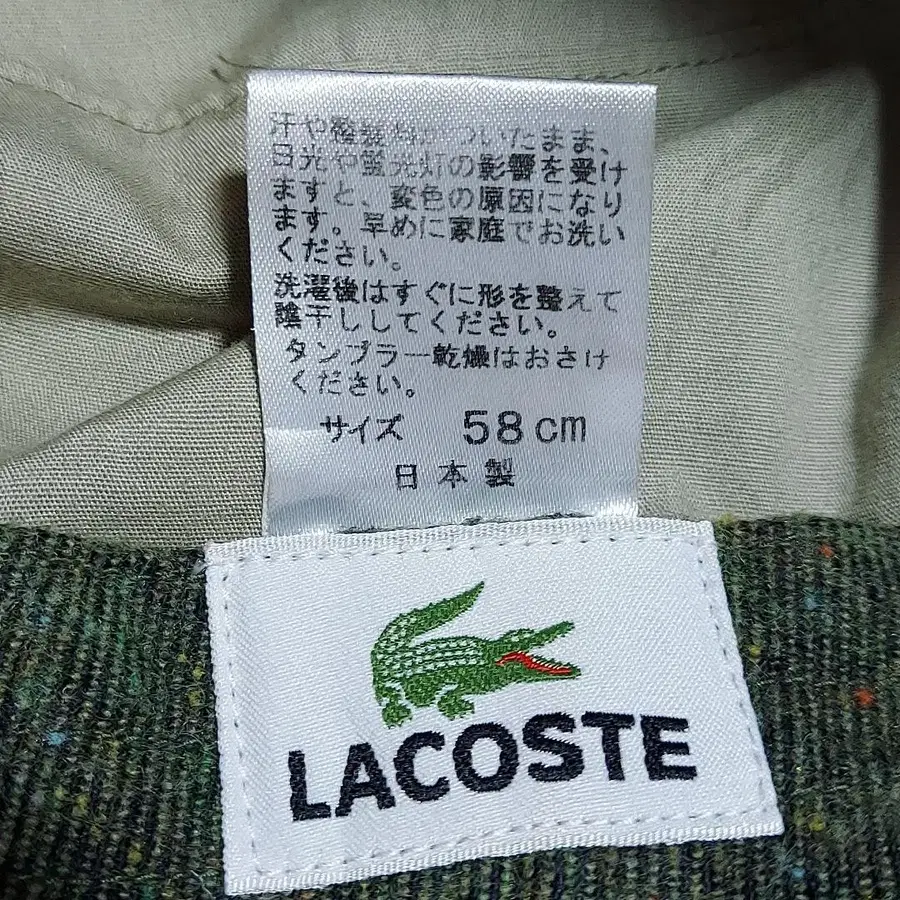 汗や整髪料がついたまま、
日光や蛍光灯の影響を受け
ますと、変色の原因になり
ます。早めに家庭でお洗い
ください。
洗濯後はすぐに形を整えて
陰干ししてください。
タンブラー乾燥はおさけ
ください。
サイズ 58cm
日本製
LACOSTE